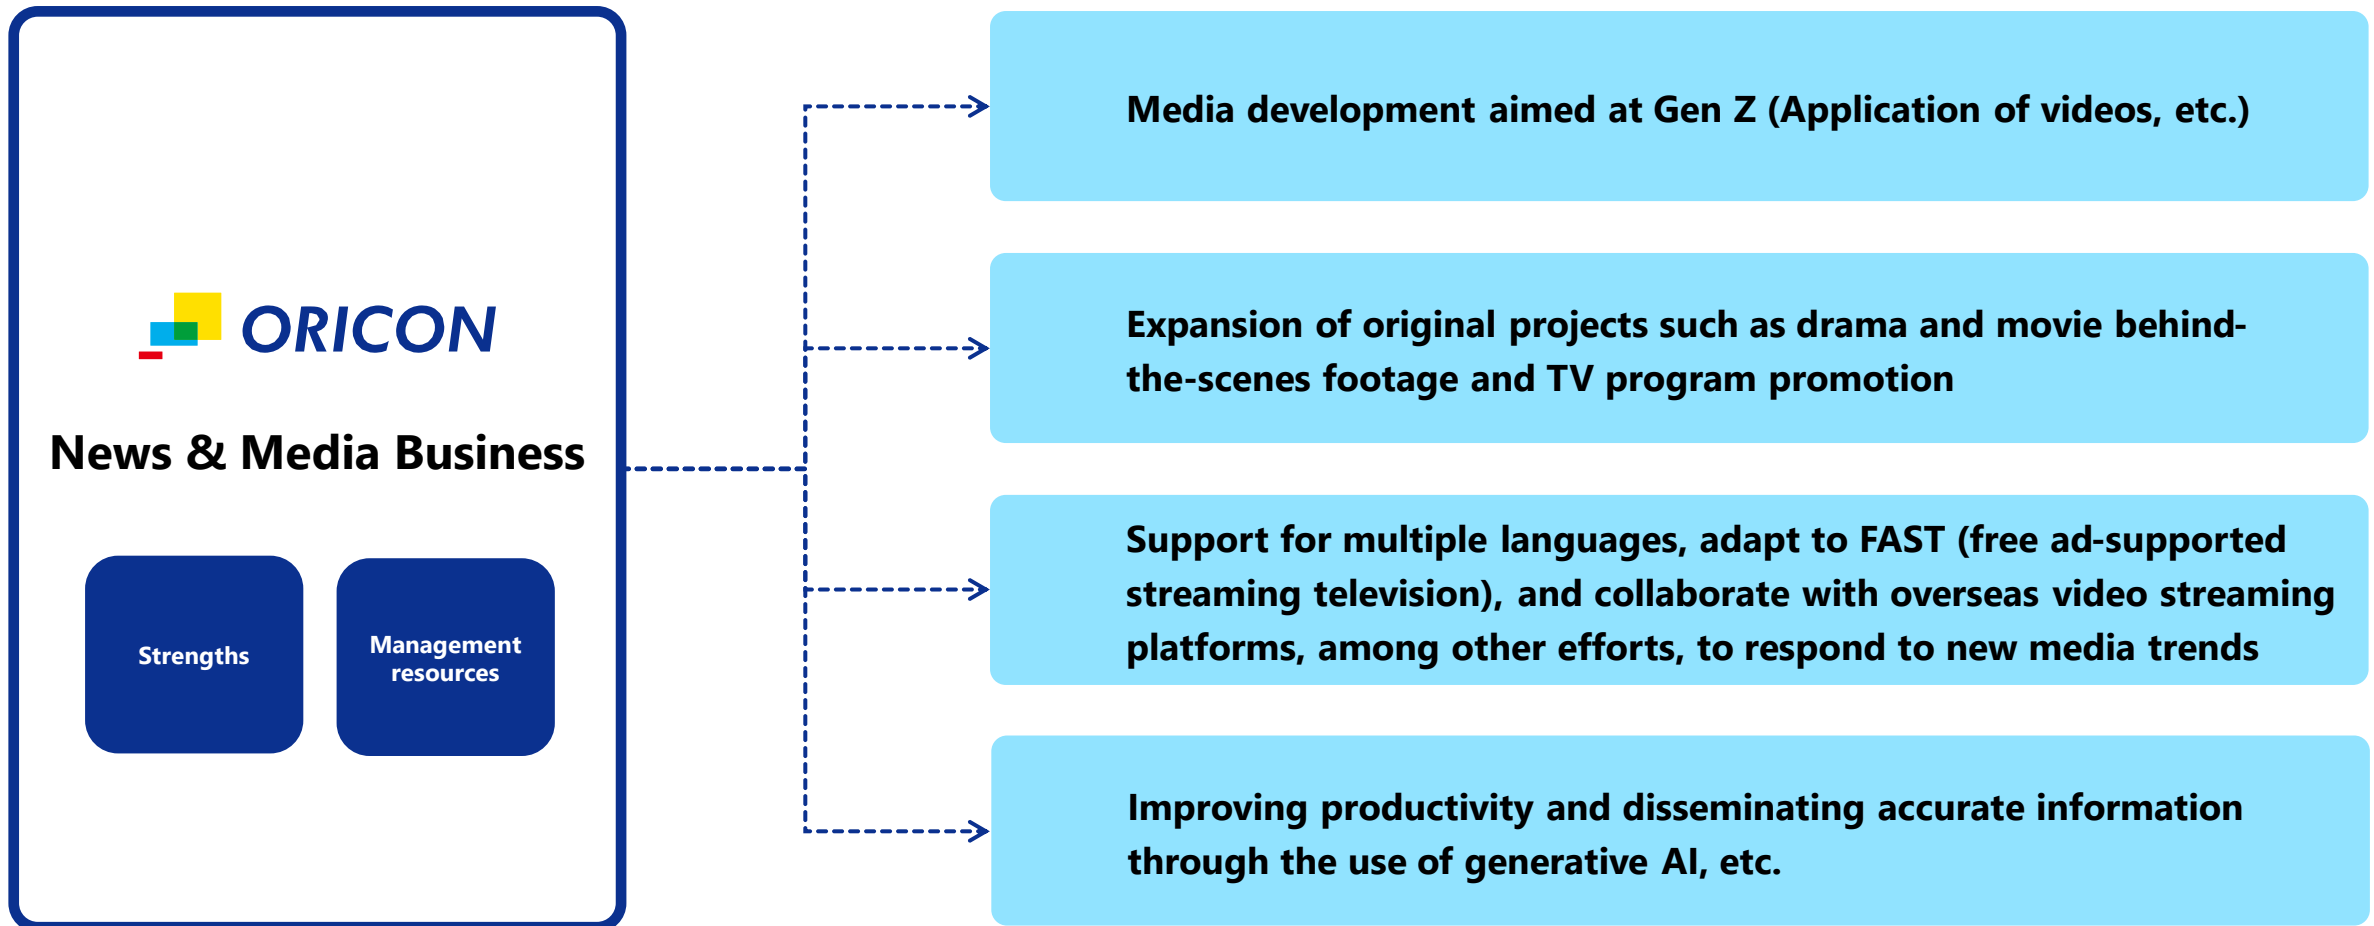 ORICON
News & Media Business
Strengths
Management
resources
Media development aimed at Gen Z (Application of videos, etc.)
Expansion of original projects such as drama and movie behind-
the-scenes footage and TV program promotion
Support for multiple languages, adapt to FAST (free ad-supported
streaming television), and collaborate with overseas video streaming
platforms, among other efforts, to respond to new media trends
Improving productivity and disseminating accurate information
through the use of generative AI, etc.